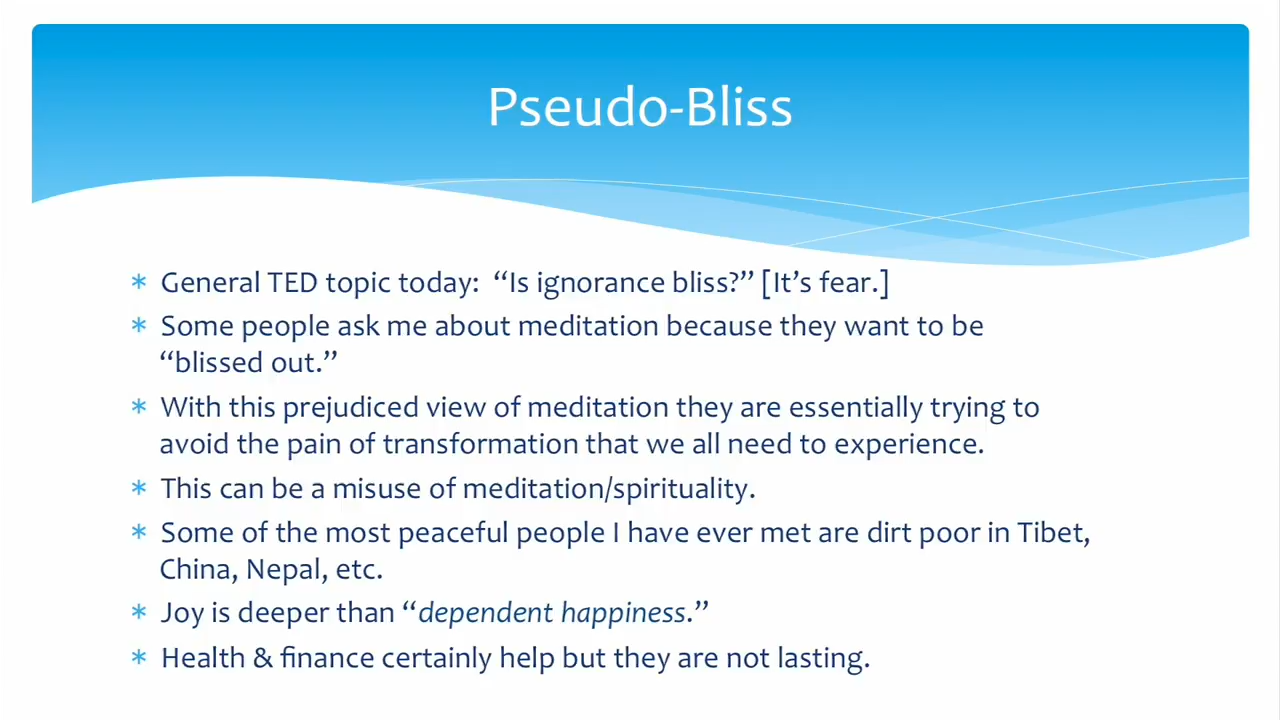 Pseudo-Bliss
* General TED topic today:  “Is ignorance bliss?” [It’s fear.]
* Some people ask me about meditation because they want to be
“blissed out.”
* With this prejudiced view of meditation they are essentially trying to
avoid the pain of transformation that we all need to experience.
* This can be a misuse of meditation/spirituality.
* Some of the most peaceful people I have ever met are dirt poor in Tibet,
China, Nepal, etc.
* Joy is deeper than “dependent happiness.”
* Health & finance certainly help but they are not lasting.